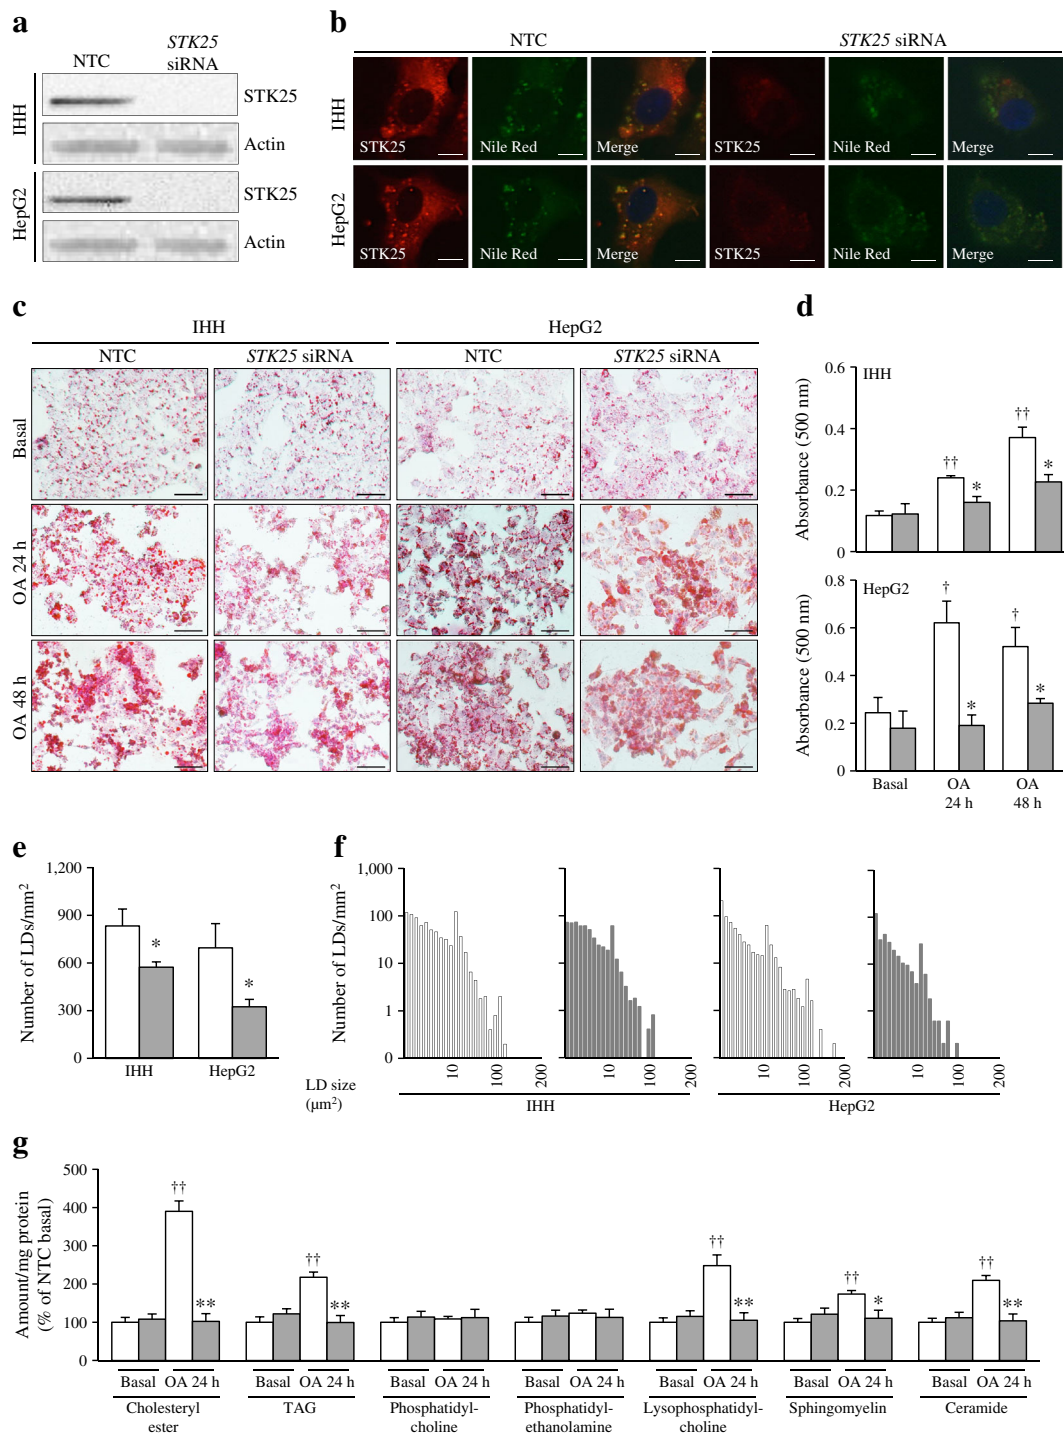 a
NTC
STK25
siRNA
IHH
STK25
Actin
HepG2
STK25
Actin
b
NTC
STK25 siRNA
IHH
STK25
Nile Red
Merge
STK25
Nile Red
Merge
HepG2
STK25
Nile Red
Merge
STK25
Nile Red
Merge
c
IHH
HepG2
NTC
STK25 siRNA
NTC
STK25 siRNA
Basal
OA 24 h
OA 48 h
d
Absorbance (500 nm)
0.6
0.4
0.2
0
IHH
††
*
††
*
Absorbance (500 nm)
0.8
0.6
0.4
0.2
0
HepG2
†
*
†
*
Basal
OA
24 h
OA
48 h
e
Number of LDs/mm²
1,200
900
600
300
0
*
*
IHH
HepG2
f
Number of LDs/mm²
1,000
100
10
1
0
LD size
(µm²)
10
100
200
10
100
200
10
100
200
10
100
200
IHH
HepG2
g
Amount/mg protein
(% of NTC basal)
500
400
300
200
100
0
††
**
††
**
††
**
††
*
††
**
Basal OA 24 h
Basal OA 24 h
Basal OA 24 h
Basal OA 24 h
Basal OA 24 h
Basal OA 24 h
Basal OA 24 h
Cholesteryl
ester
TAG
Phosphatidyl-
choline
Phosphatidyl-
ethanolamine
Lysophosphatidyl-
choline
Sphingomyelin
Ceramide